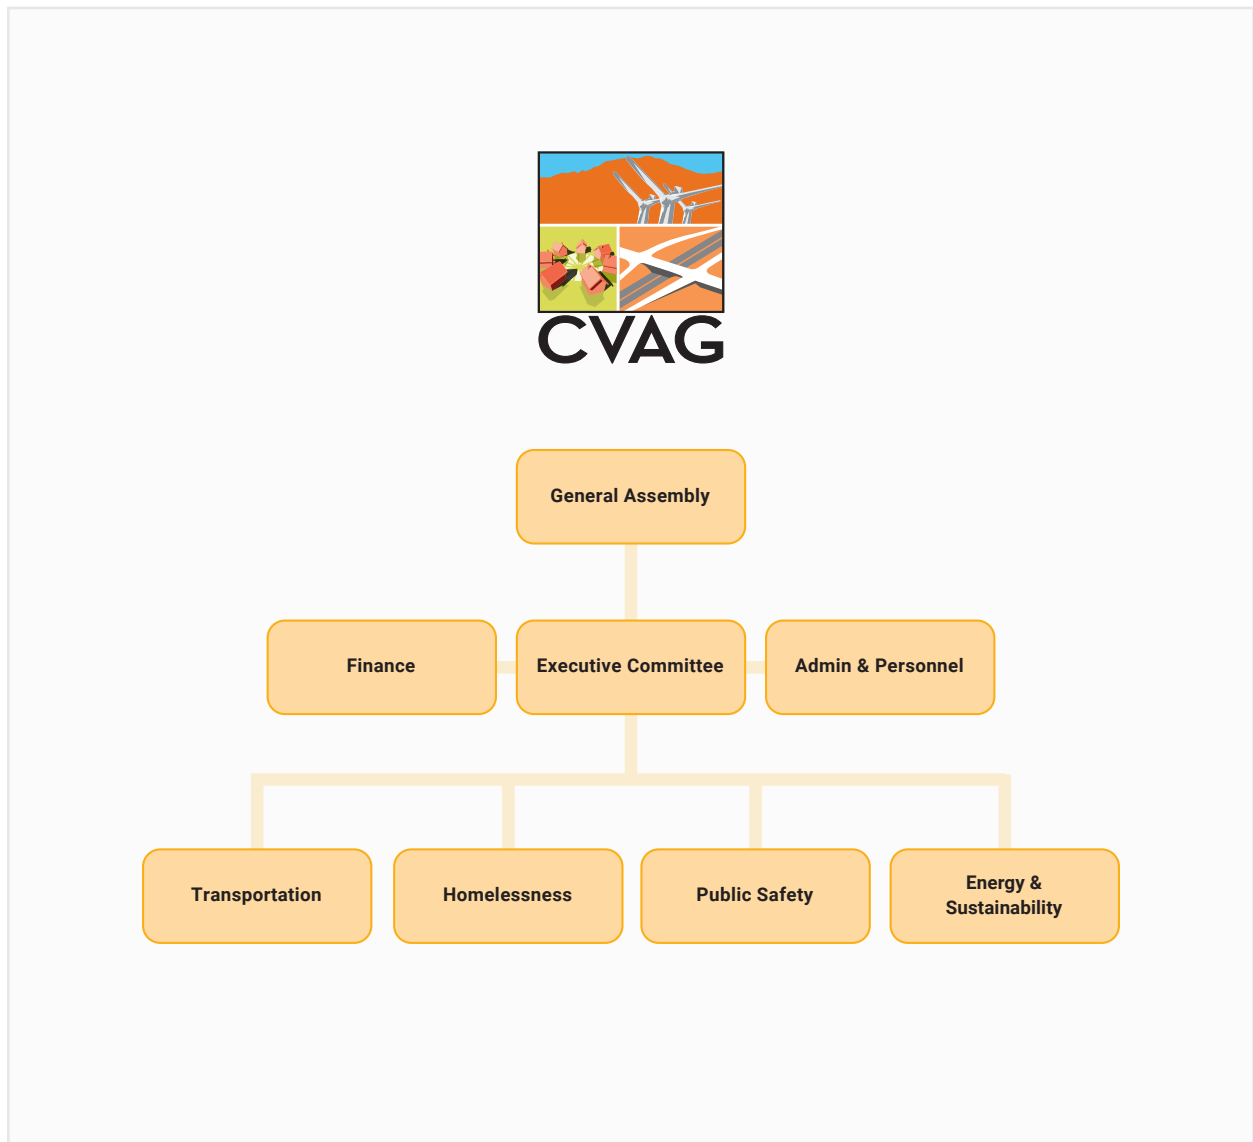 CVAG
General Assembly
Finance
Executive Committee
Admin & Personnel
Transportation
Homelessness
Public Safety
Energy &
Sustainability